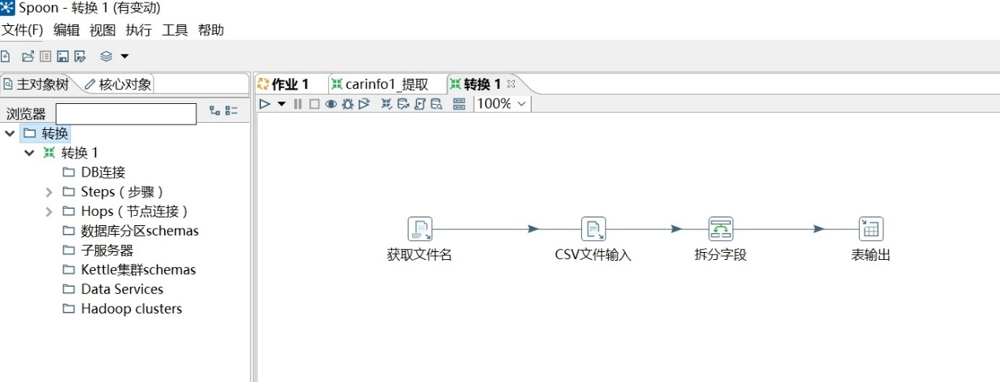 Spoon - 转换 1 (有变动)
文件(F) 编辑 视图 执行 工具 帮助
主对象树 核心对象
作业 1 carinfo1_提取 转换 1
100%
浏览器
转换
转换 1
DB连接
Steps（步骤）
Hops（节点连接）
数据库分区schemas
子服务器
Kettle集群schemas
Data Services
Hadoop clusters
获取文件名 CSV文件输入 拆分字段 表输出